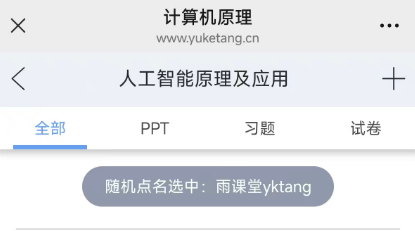 计算机原理
www.yuketang.cn
人工智能原理及应用
全部 PPT 习题 试卷
随机点名选中：雨课堂yktang